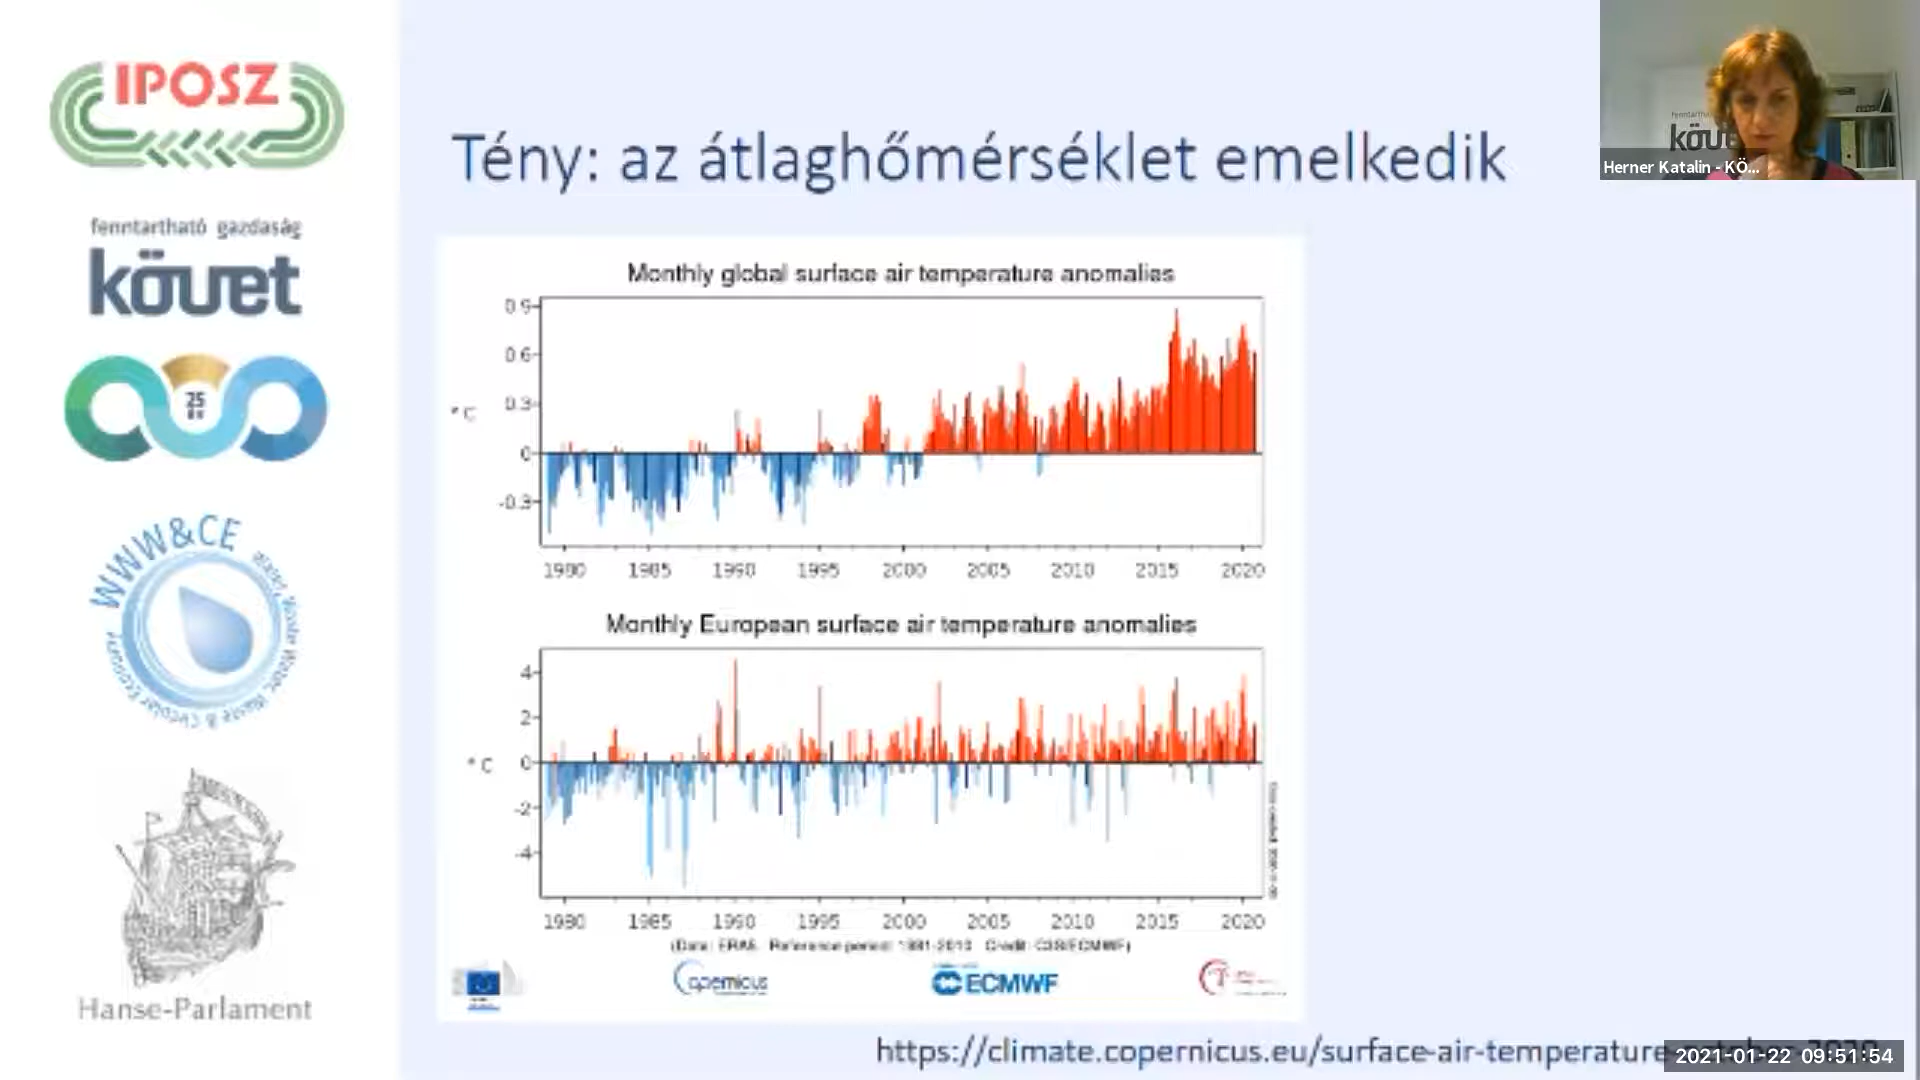 IPOSZ
fenntartható gazdaság
követ
25
WWW&CE
Hanse-Parlament
Tény: az átlaghőmérséklet emelkedik
Monthly global surface air temperature anomalies
0.9
0.6
0.3
0
-0.3
°C
1980 1985 1990 1995 2000 2005 2010 2015 2020
Monthly European surface air temperature anomalies
4
2
0
-2
-4
°C
1980 1985 1990 1995 2000 2005 2010 2015 2020
(Data: ERA5. Reference period: 1981-2010. Credit: C3S/ECMWF)
Copernicus
ECMWF
https://climate.copernicus.eu/surface-air-temperature
követ
Herner Katalin - KÖ...
2021-01-22 09:51:54